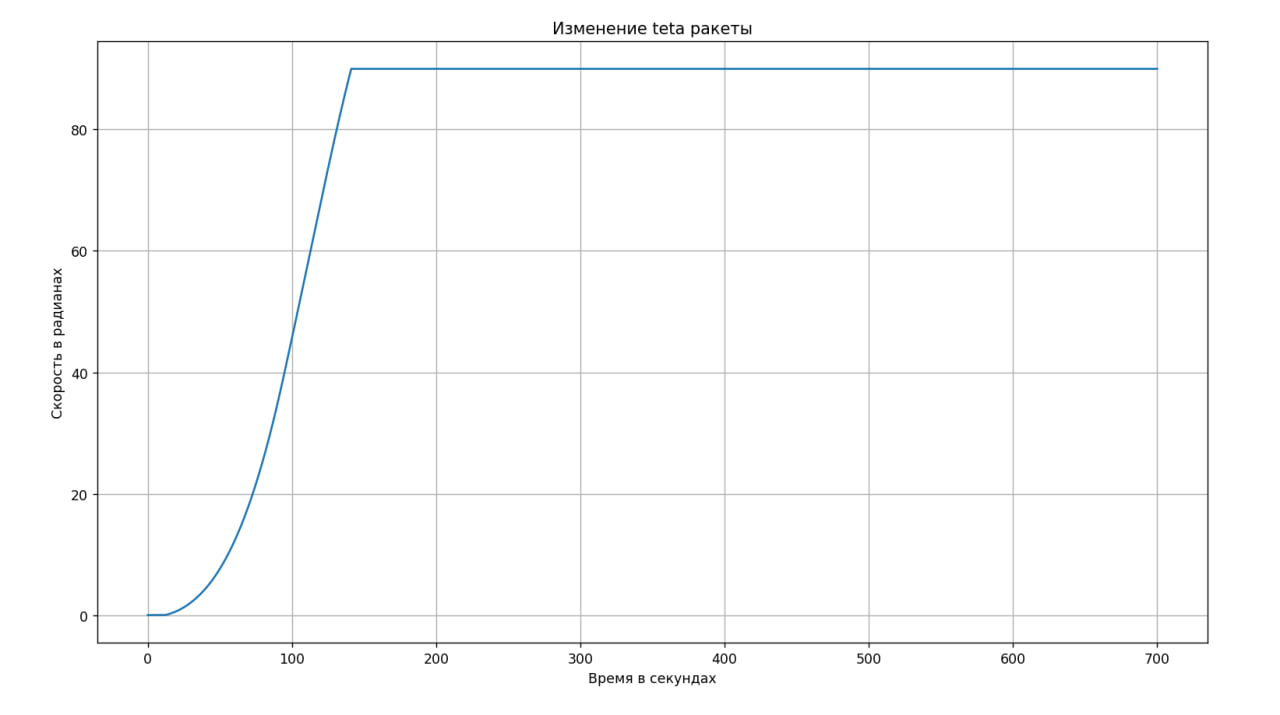 Изменение teta ракеты
Скорость в радианах
80
60
40
20
0
0 100 200 300 400 500 600 700
Время в секундах